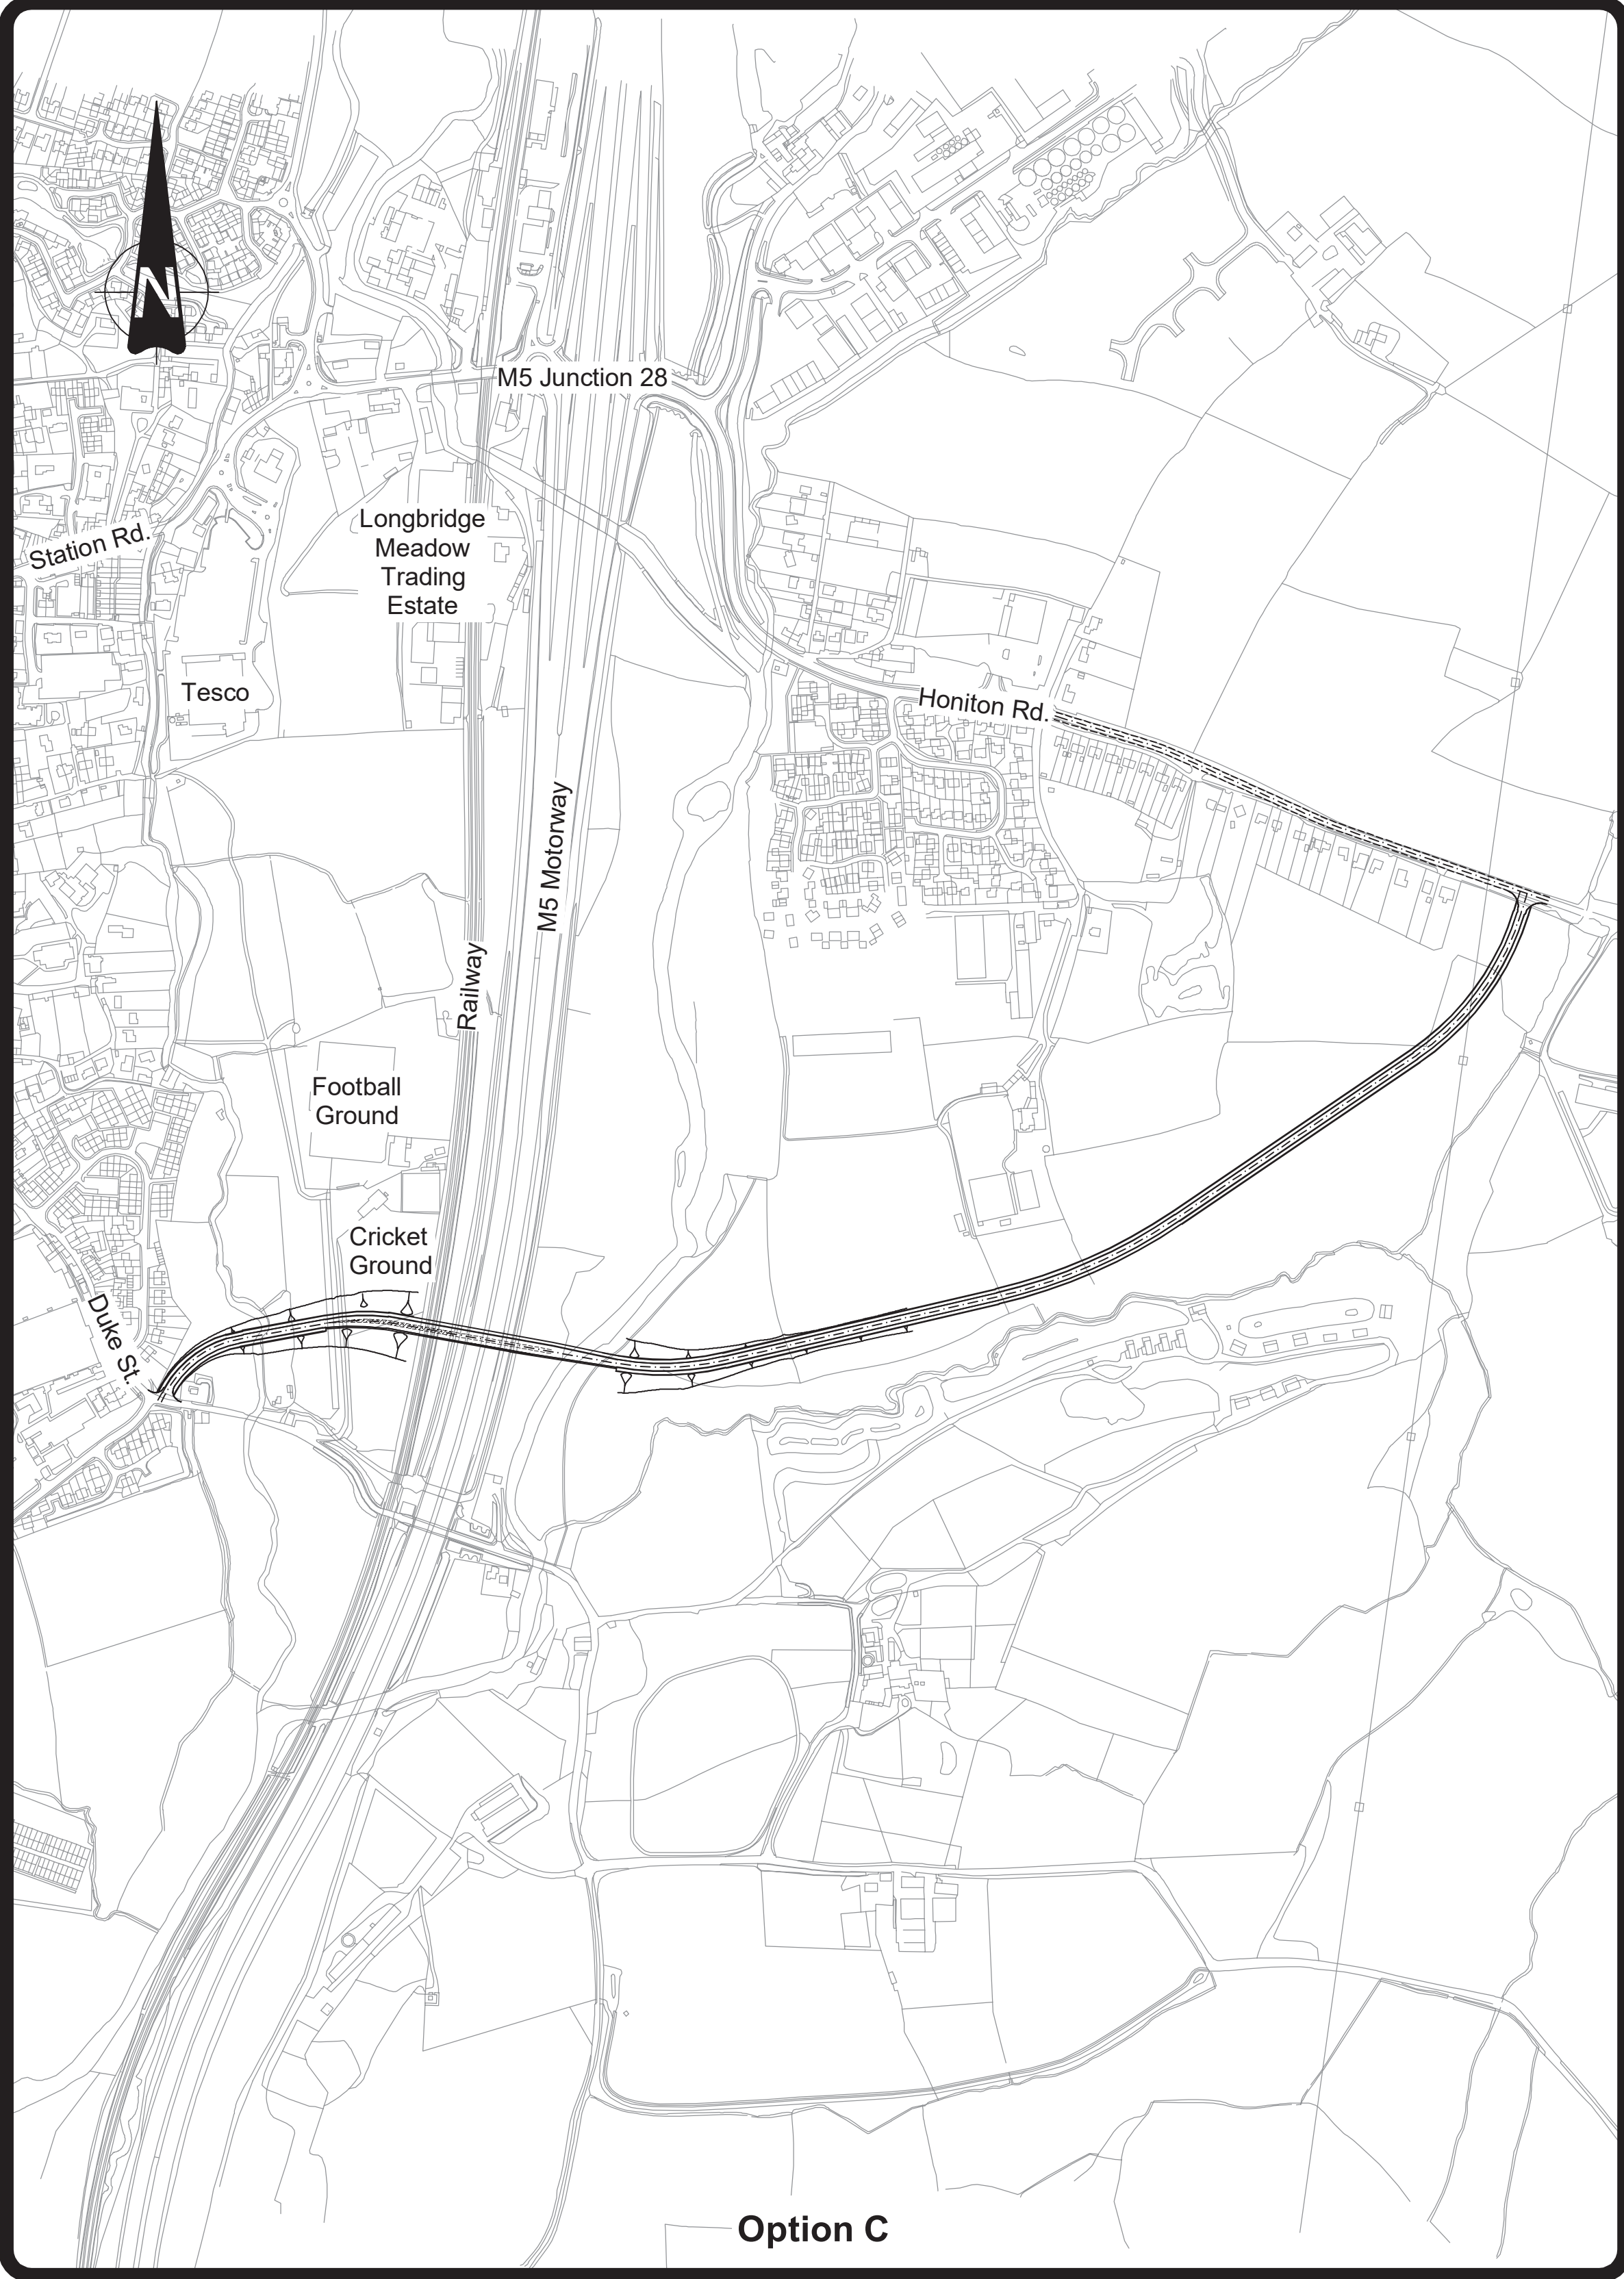 N
M5 Junction 28
Longbridge
Meadow
Trading
Estate
Station Rd.
Tesco
Honiton Rd.
M5 Motorway
Railway
Football
Ground
Cricket
Ground
Duke St.
Option C